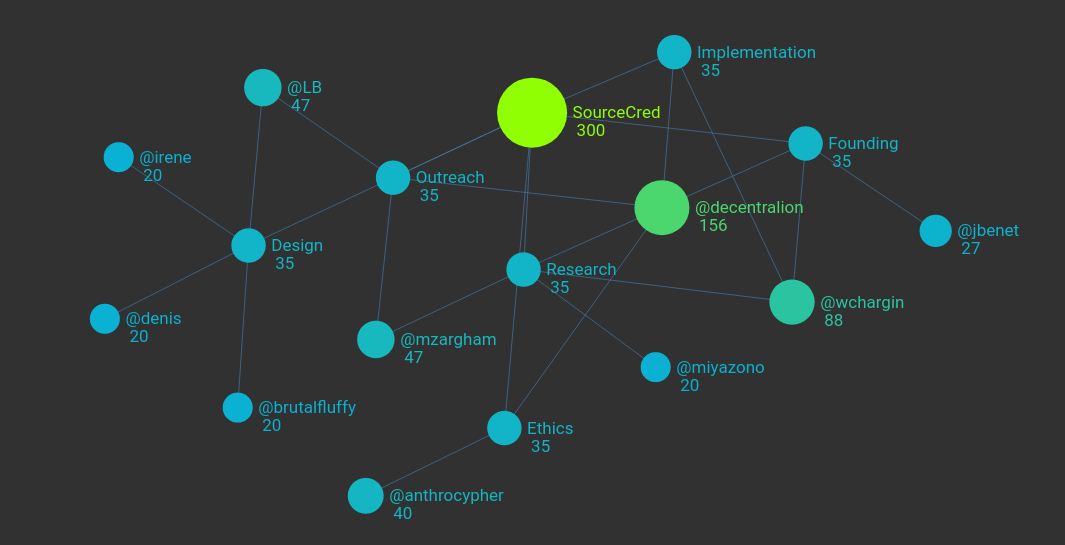 Implementation
35
@LB
47
SourceCred
300
Founding
35
@irene
20
Outreach
35
@decentralion
156
@jbenet
27
Design
35
Research
35
@wchargin
88
@denis
20
@mzargham
47
@miyazono
20
@brutalfluffy
20
Ethics
35
@anthrocypher
40